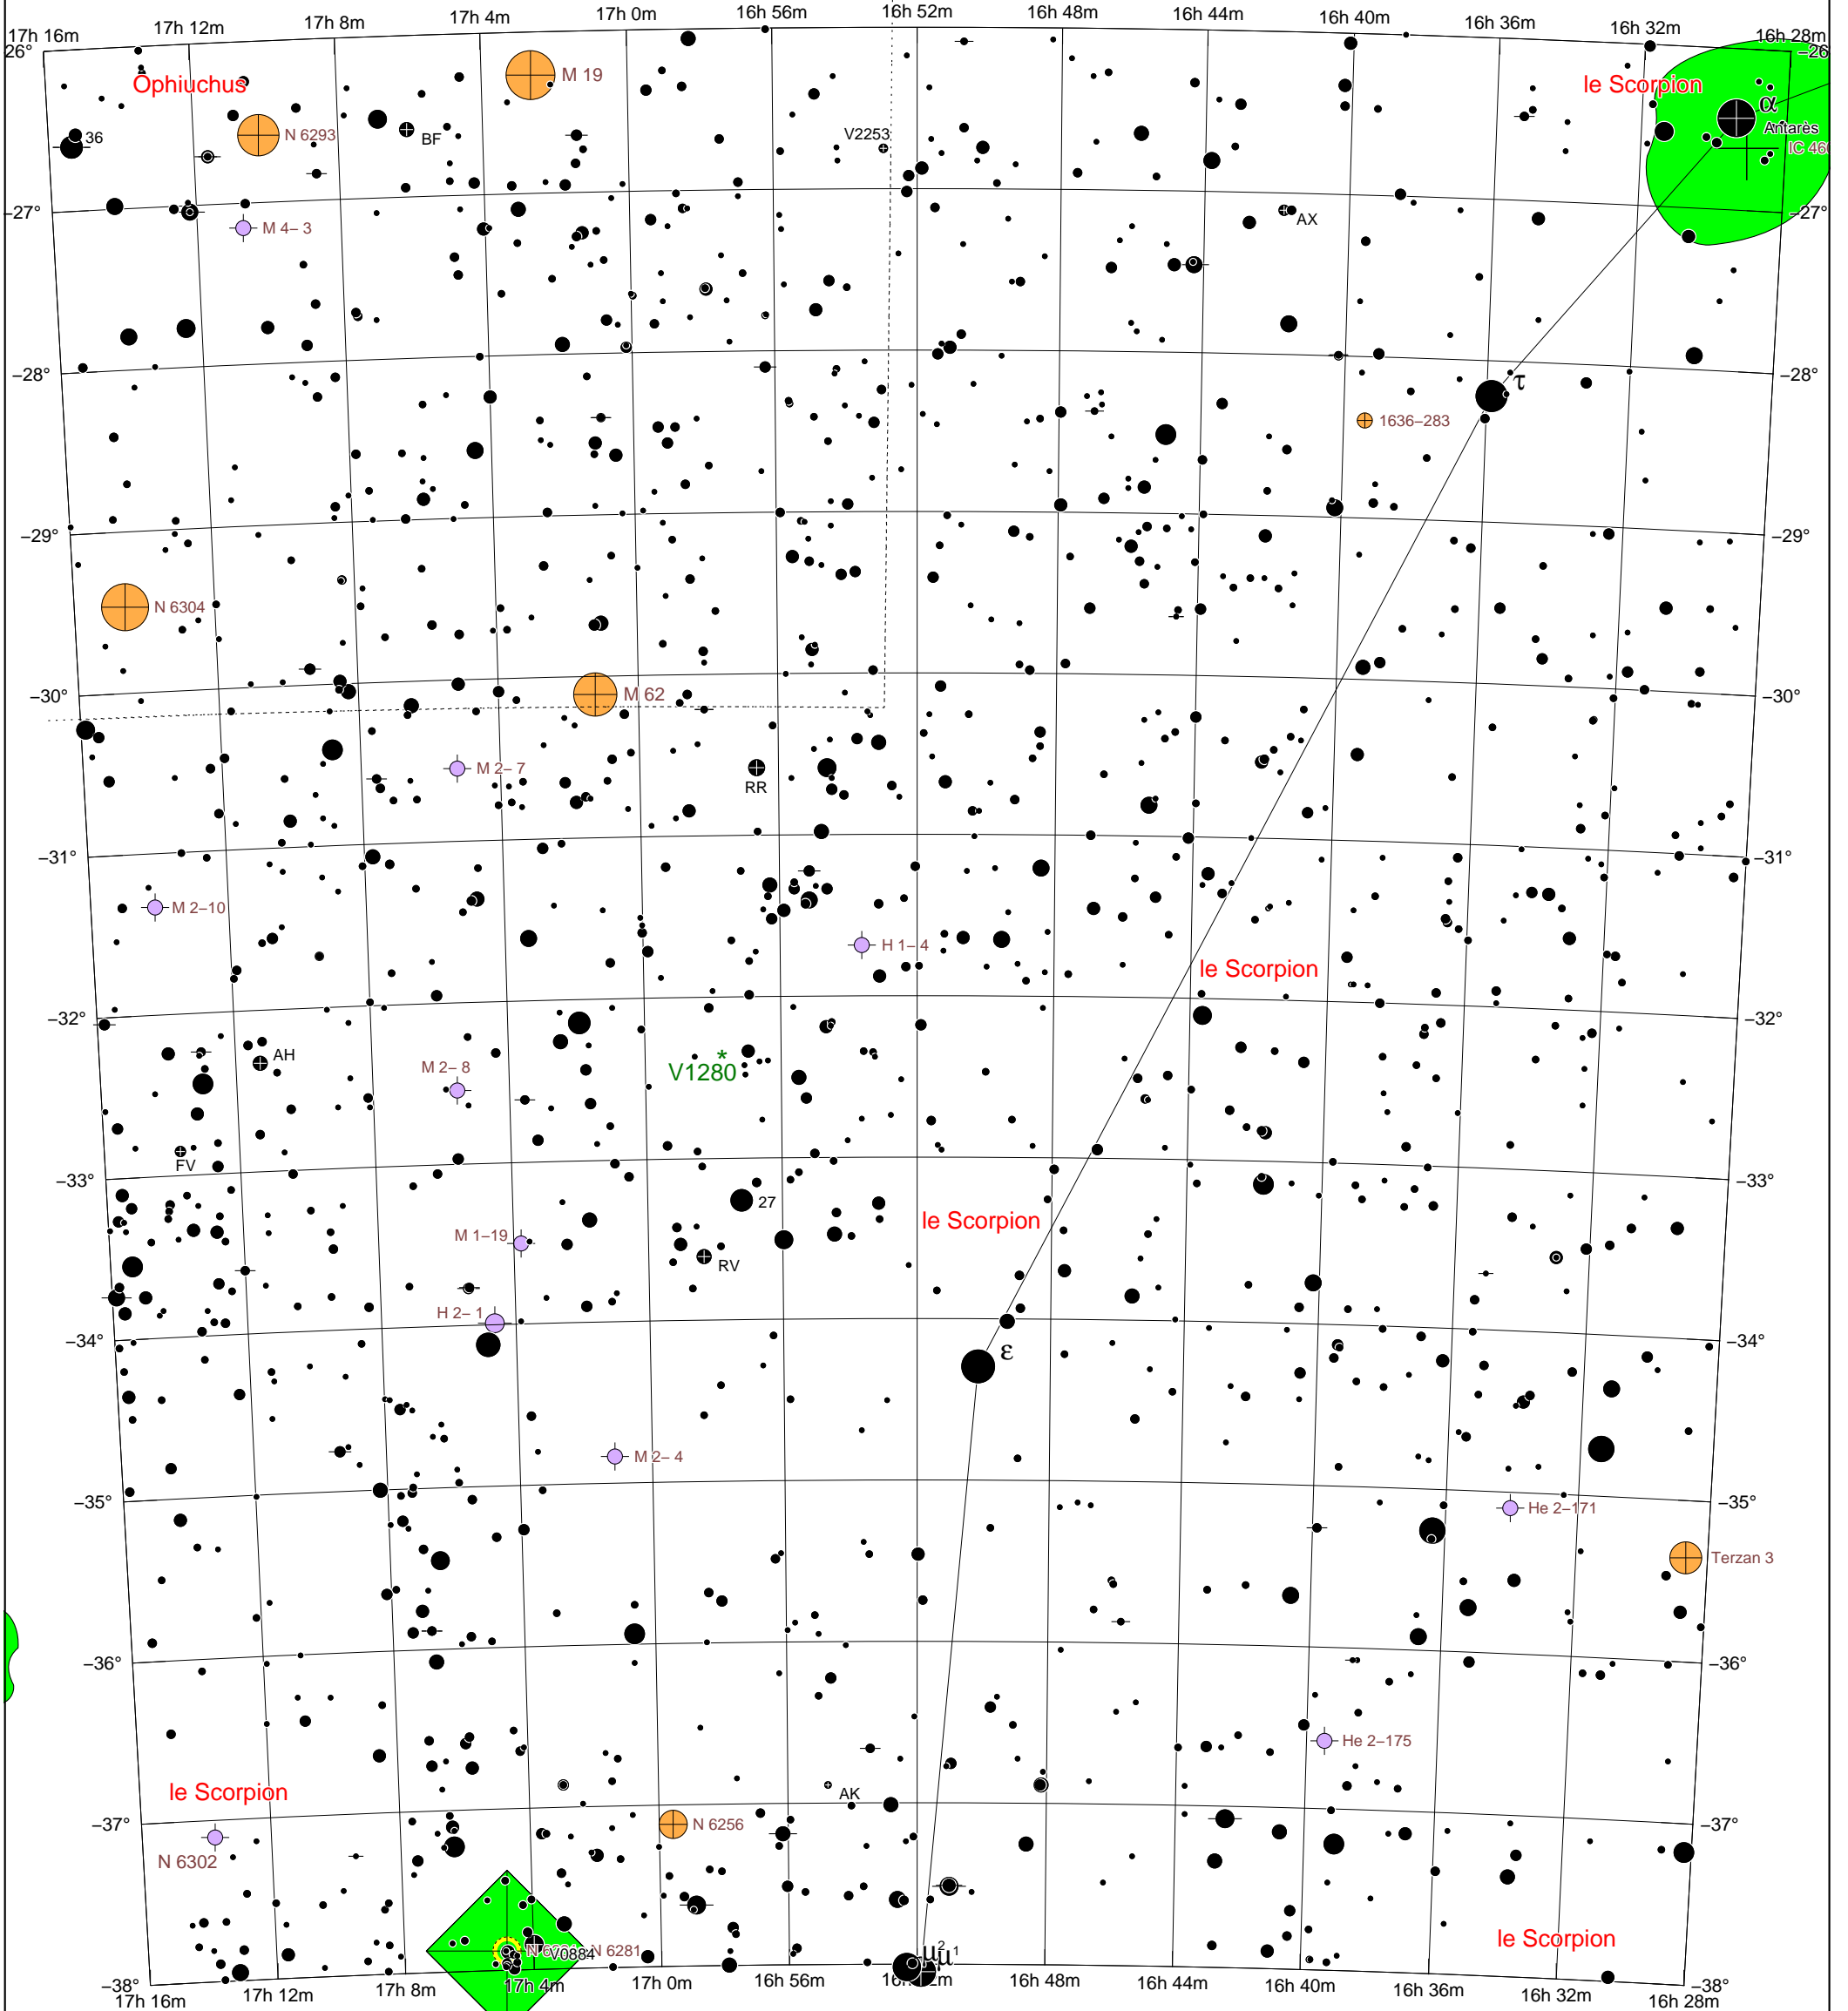 17h 16m 17h 12m 17h 8m 17h 4m 17h 0m 16h 56m 16h 52m 16h 48m 16h 44m 16h 40m 16h 36m 16h 32m 16h 28m
26° −26
Ophiuchus M 19 le Scorpion α
Antarès
36 N 6293 BF V2253 IC 460
−27° M 4−3 AX −27°
−28° τ −28°
1636−283
−29° −29°
N 6304
−30° M 62 −30°
M 2−7 RR
−31° −31°
M 2−10 H 1−4
le Scorpion
−32° −32°
AH M 2−8 *
V1280
FV
−33° 27 −33°
M 1−19 RV le Scorpion
H 2−1
−34° ε −34°
M 2−4
−35° He 2−171 −35°
Terzan 3
−36° −36°
He 2−175
le Scorpion AK
−37° N 6256 −37°
N 6302
N 6281 V0884 μ² μ¹ le Scorpion
−38° −38°
17h 16m 17h 12m 17h 8m 17h 4m 17h 0m 16h 56m 16h 48m 16h 44m 16h 40m 16h 36m 16h 32m 16h 28m